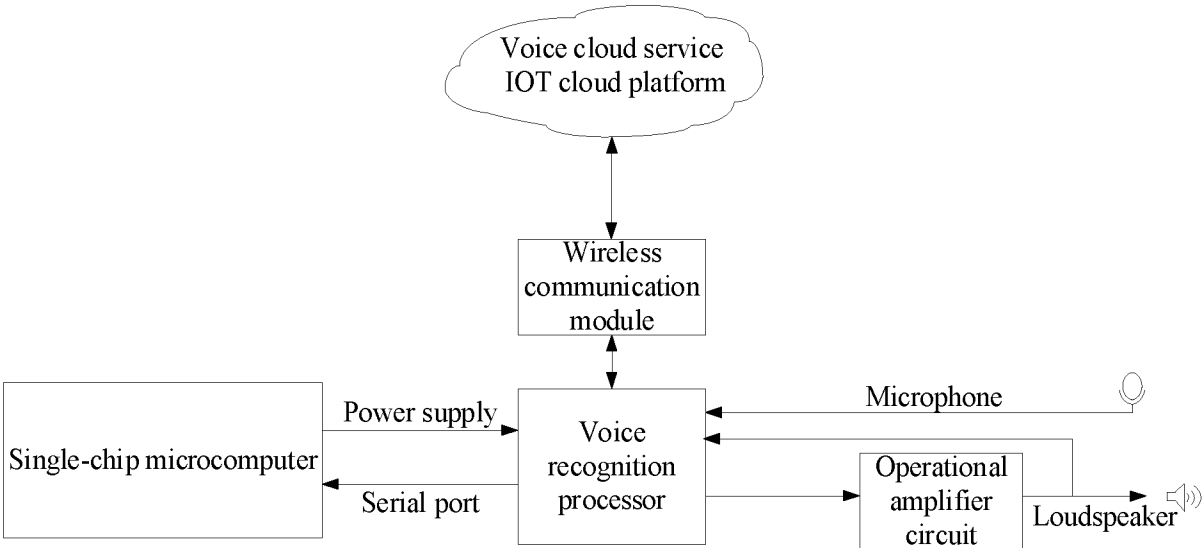 Voice cloud service
IOT cloud platform
Wireless
communication
module
Power supply
Single-chip microcomputer
Serial port
Voice
recognition
processor
Microphone
Operational
amplifier
circuit
Loudspeaker